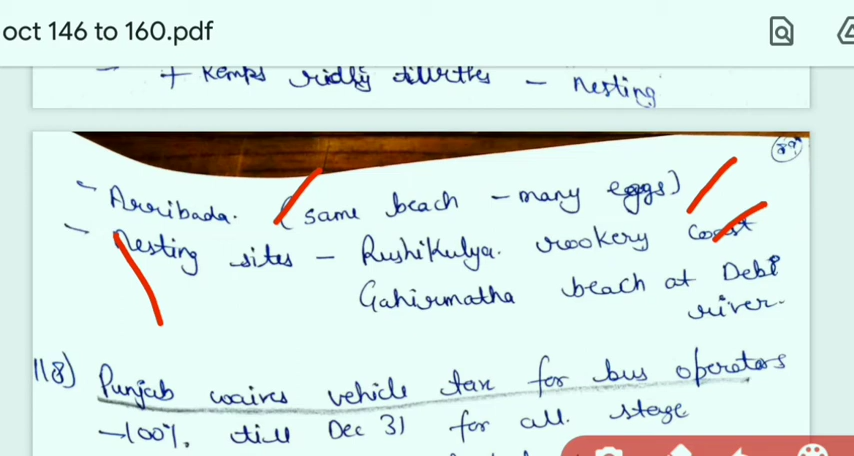 oct 146 to 160.pdf
+ Kemps ridly turtles - nesting
89
- Arribada. (same beach - many eggs)
- Nesting sites - Rushikulya. rookery coast
Gahirmatha beach at Debi
river.
118) Punjab waives vehicle tax for bus operators
→100%. till Dec 31 for all stage